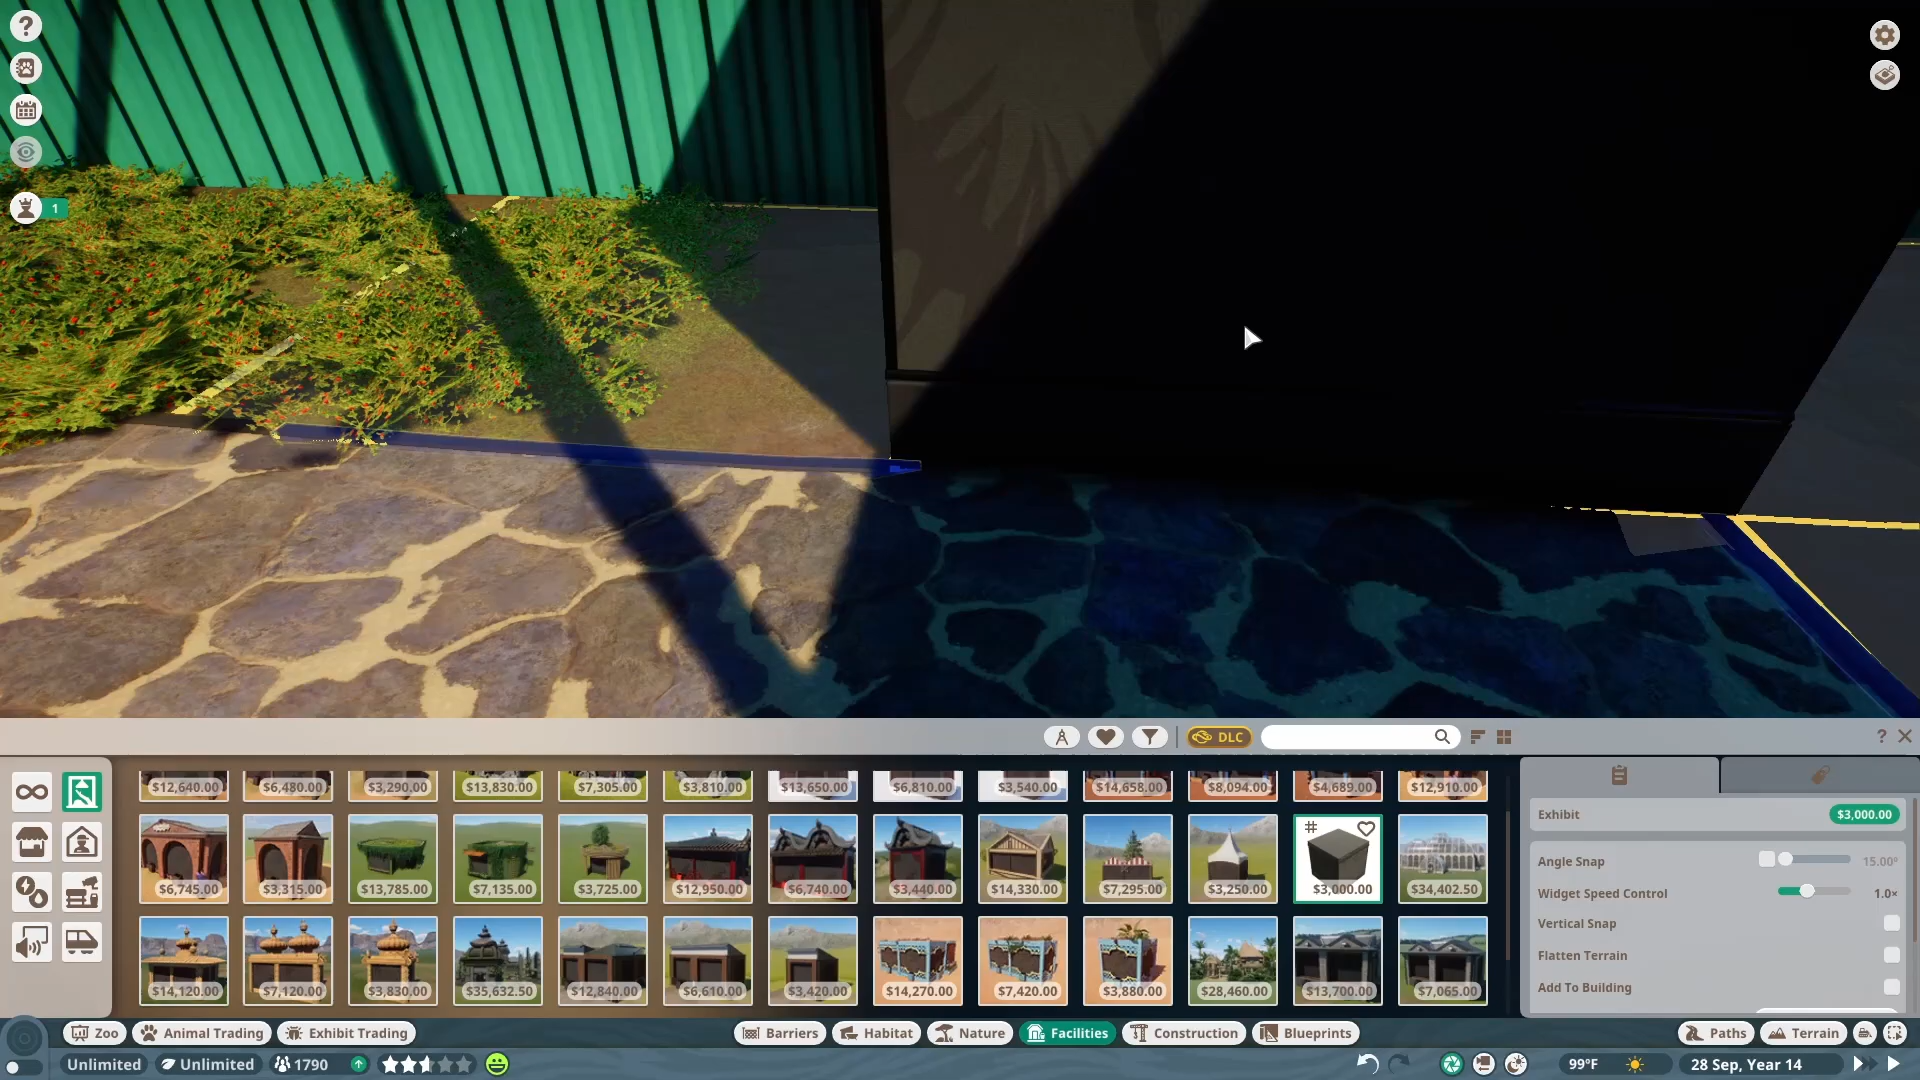 ?
1
DLC
?
$12,640.00 $6,480.00 $3,290.00 $13,830.00 $7,305.00 $3,810.00 $13,650.00 $6,810.00 $3,540.00 $14,658.00 $8,094.00 $4,689.00 $12,910.00
$6,745.00 $3,315.00 $13,785.00 $7,135.00 $3,725.00 $12,950.00 $6,740.00 $3,440.00 $14,330.00 $7,295.00 $3,250.00 # $3,000.00 $34,402.50
$14,120.00 $7,120.00 $3,830.00 $35,632.50 $12,840.00 $6,610.00 $3,420.00 $14,270.00 $7,420.00 $3,880.00 $28,460.00 $13,700.00 $7,065.00
Exhibit $3,000.00
Angle Snap 15.00°
Widget Speed Control 1.0×
Vertical Snap
Flatten Terrain
Add To Building
Zoo Animal Trading Exhibit Trading Barriers Habitat Nature Facilities Construction Blueprints Paths Terrain
Unlimited Unlimited 1790 99°F 28 Sep, Year 14